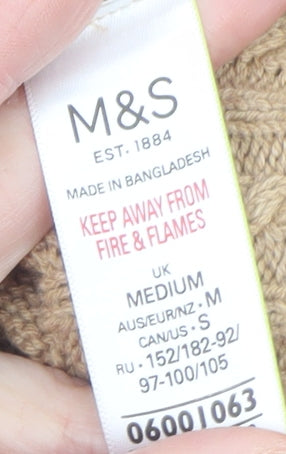 M&S
EST. 1884
MADE IN BANGLADESH
KEEP AWAY FROM
FIRE & FLAMES
UK
MEDIUM
AUS/EUR/NZ • M
CAN/US • S
RU • 152/182-92/
97-100/105
06001063